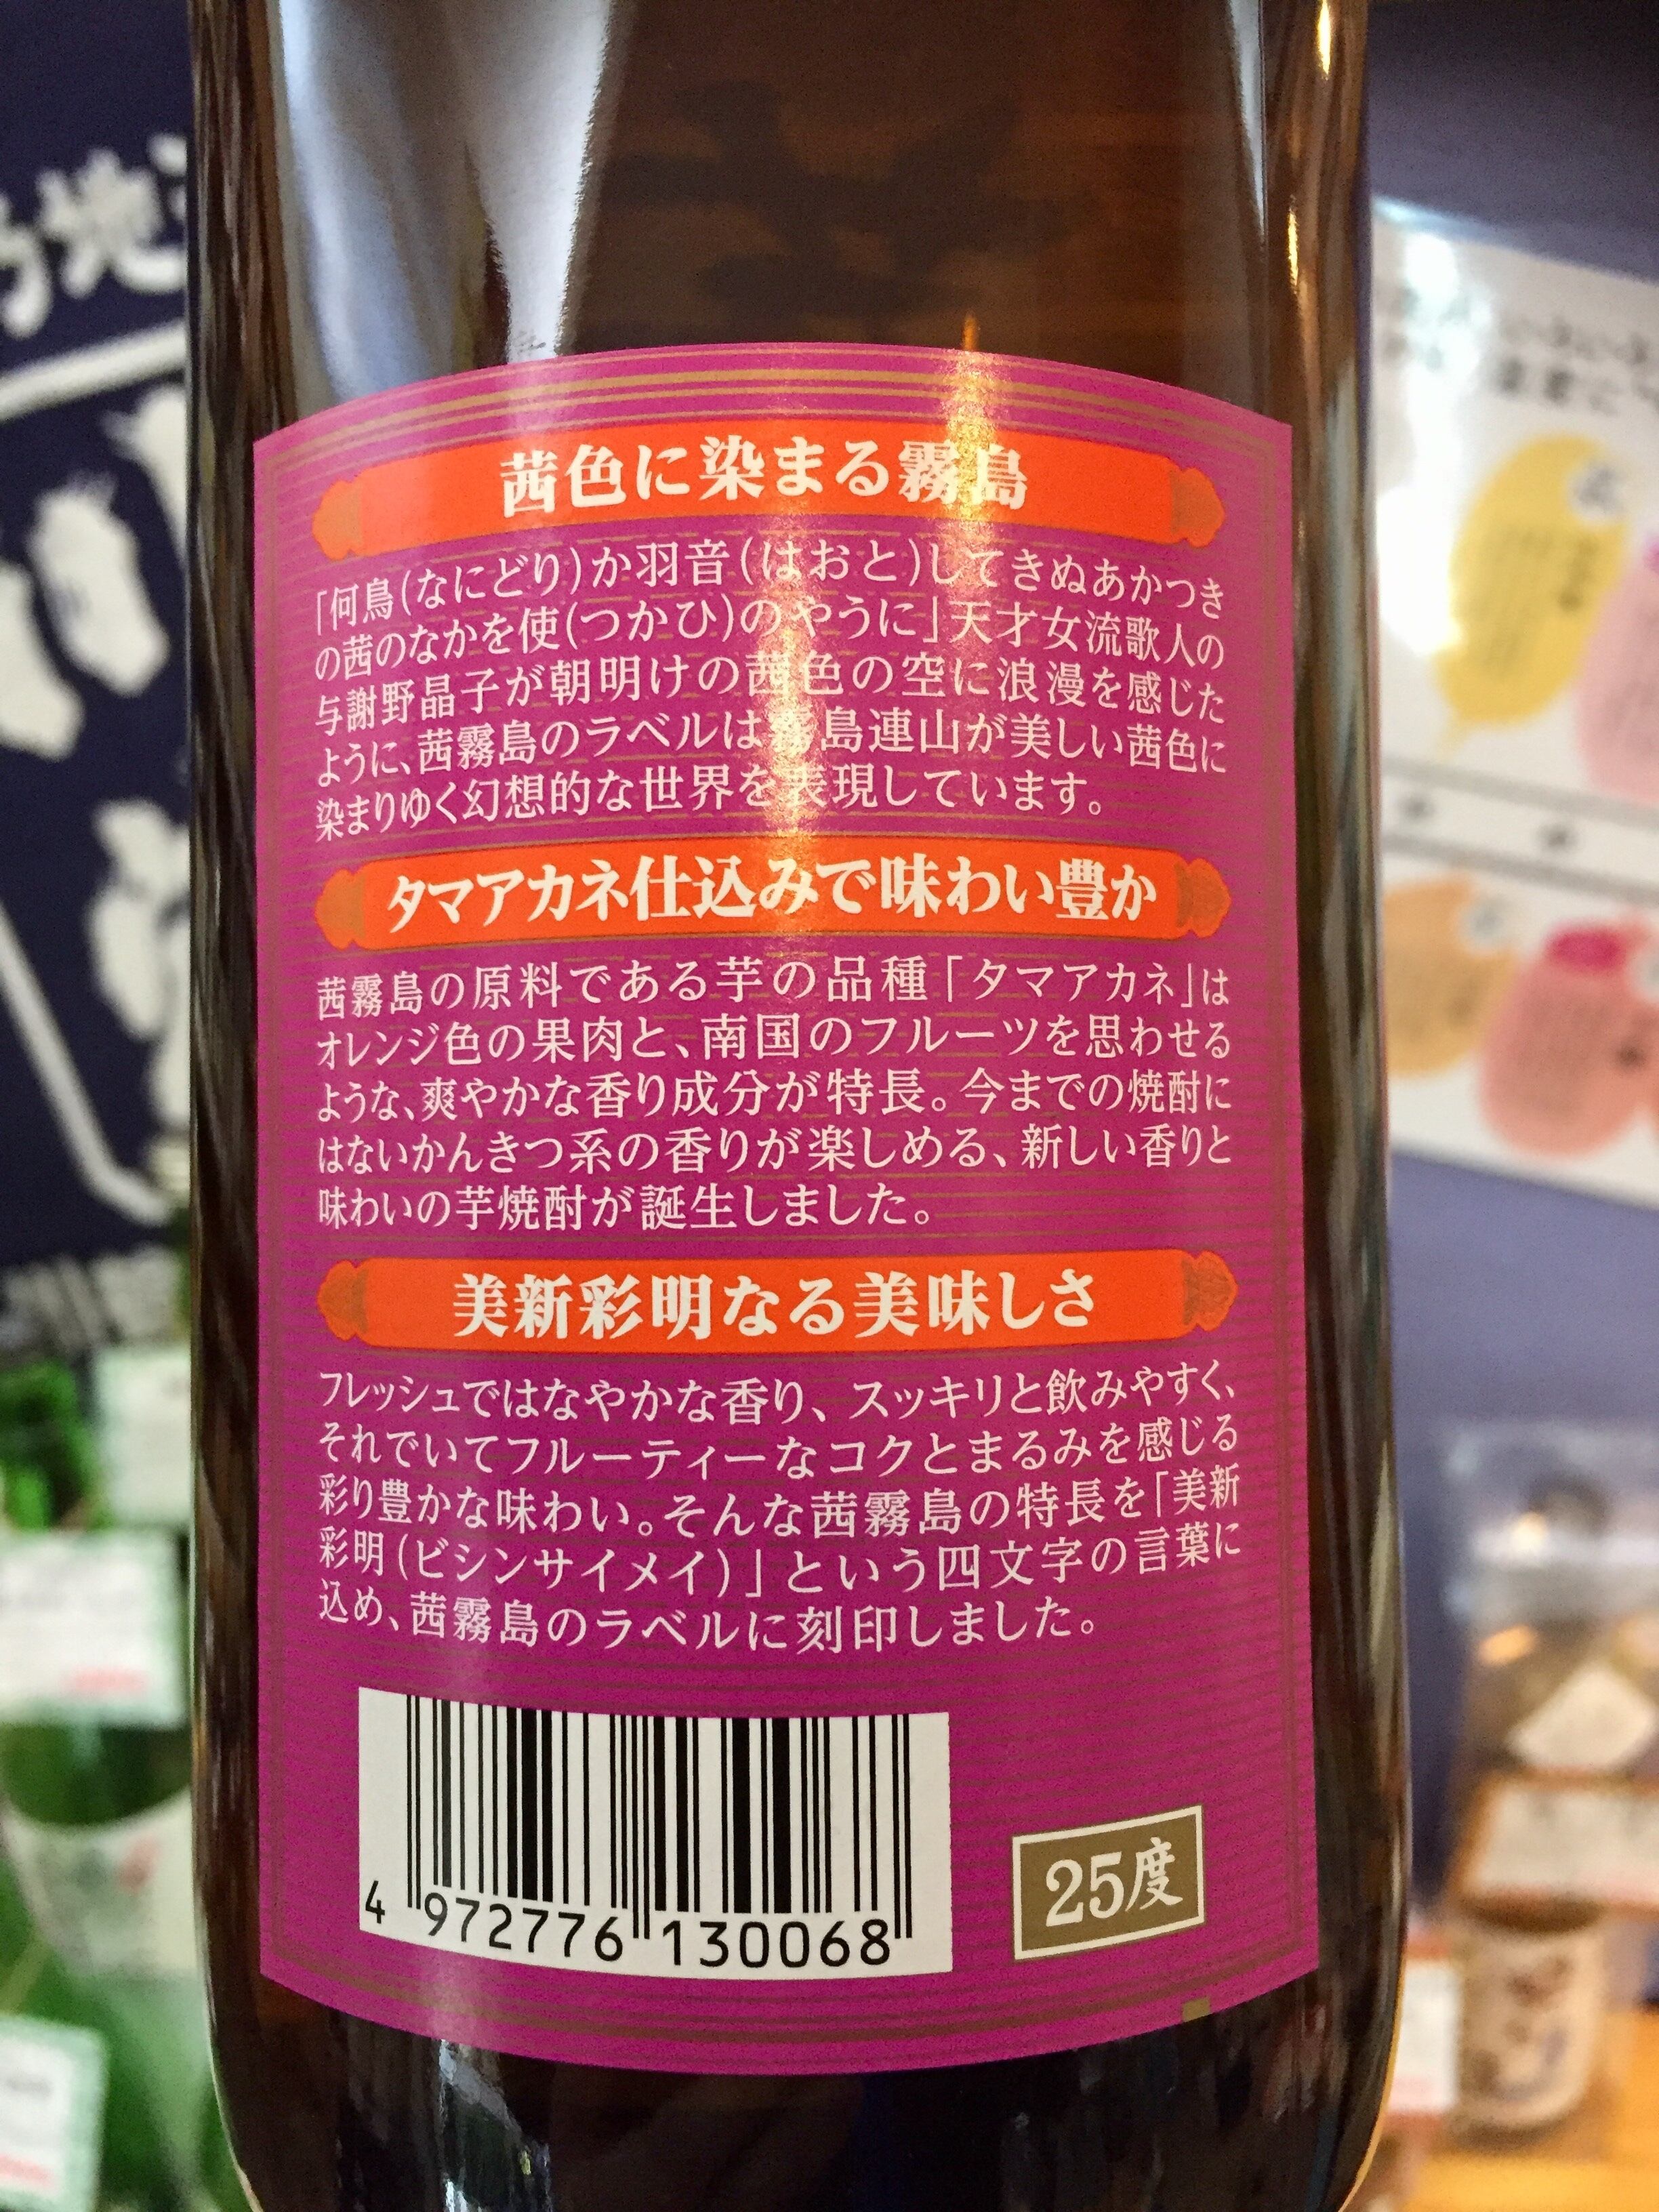 茜色に染まる霧島
「何鳥(なにどり)か羽音(はおと)してきぬあかつき
の茜のなかを使(つかひ)のやうに」天才女流歌人の
与謝野晶子が朝明けの茜色の空に浪漫を感じた
ように、茜霧島のラベルは霧島連山が美しい茜色に
染まりゆく幻想的な世界を表現しています。
タマアカネ仕込みで味わい豊か
茜霧島の原料である芋の品種「タマアカネ」は
オレンジ色の果肉と、南国のフルーツを思わせる
ような、爽やかな香り成分が特長。今までの焼酎に
はないかんきつ系の香りが楽しめる、新しい香りと
味わいの芋焼酎が誕生しました。
美新彩明なる美味しさ
フレッシュではなやかな香り、スッキリと飲みやすく、
それでいてフルーティーなコクとまるみを感じる
彩り豊かな味わい。そんな茜霧島の特長を「美新
彩明(ビシンサイメイ)」という四文字の言葉に
込め、茜霧島のラベルに刻印しました。
4 972776 130068
25度